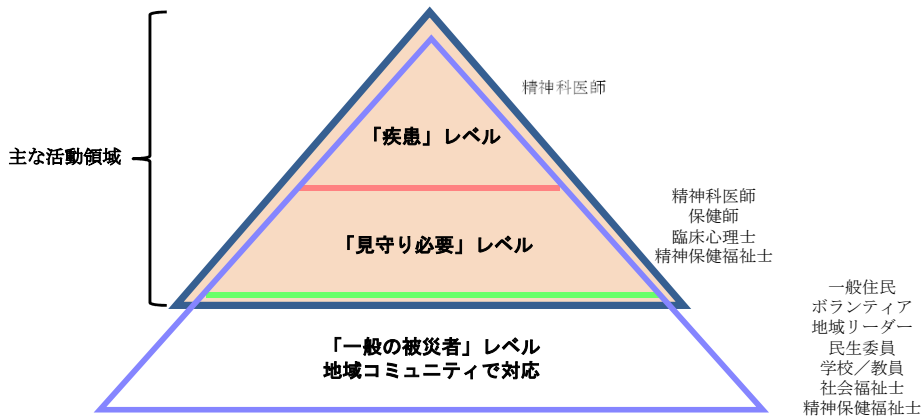 精神科医師
「疾患」レベル
主な活動領域
精神科医師
保健師
臨床心理士
精神保健福祉士
「見守り必要」レベル
一般住民
ボランティア
地域リーダー
民生委員
学校／教員
社会福祉士
精神保健福祉士
「一般の被災者」レベル
地域コミュニティで対応